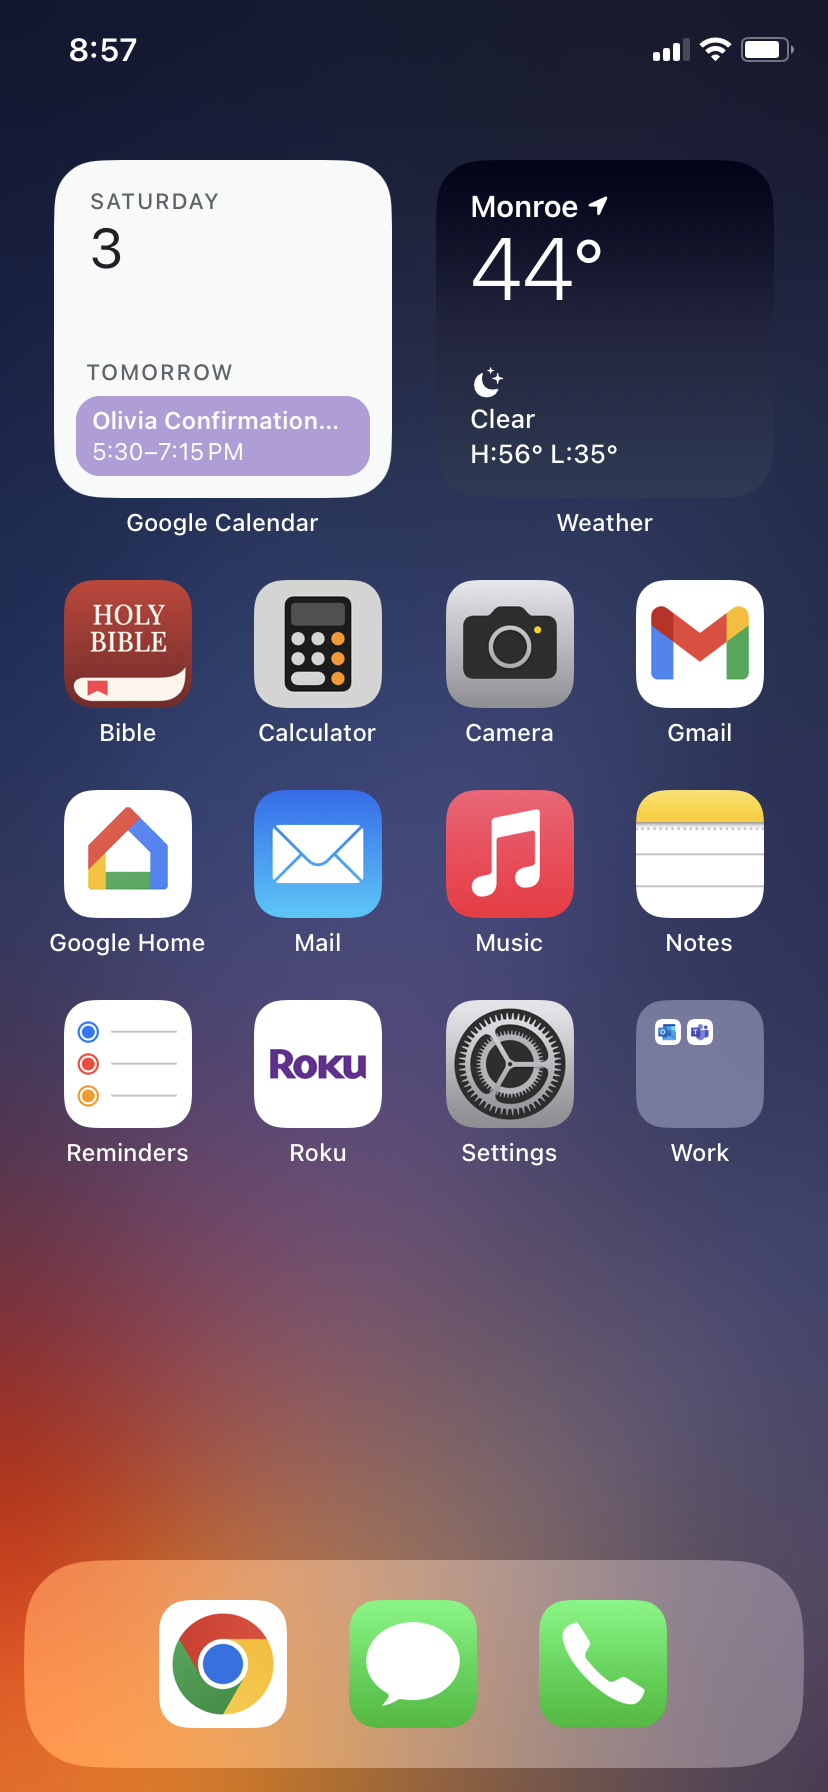 8:57
SATURDAY
3
TOMORROW
Olivia Confirmation...
5:30–7:15 PM
Google Calendar
Monroe
44°
Clear
H:56° L:35°
Weather
HOLY
BIBLE
Bible
Calculator
Camera
Gmail
Google Home
Mail
Music
Notes
Reminders
Roku
Roku
Settings
Work